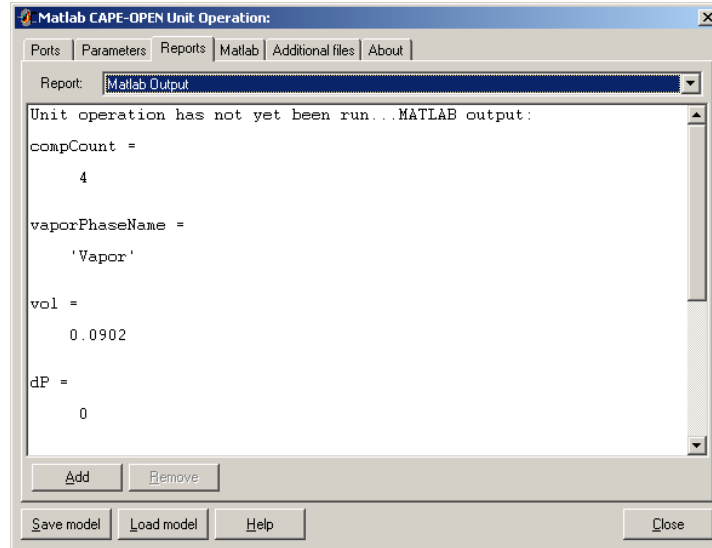 Matlab CAPE-OPEN Unit Operation:
Ports Parameters Reports Matlab Additional files About
Report: Matlab Output
Unit operation has not yet been run...MATLAB output:
compCount =
4
vaporPhaseName =
'Vapor'
vol =
0.0902
dP =
0
Add Remove
Save model Load model Help Close